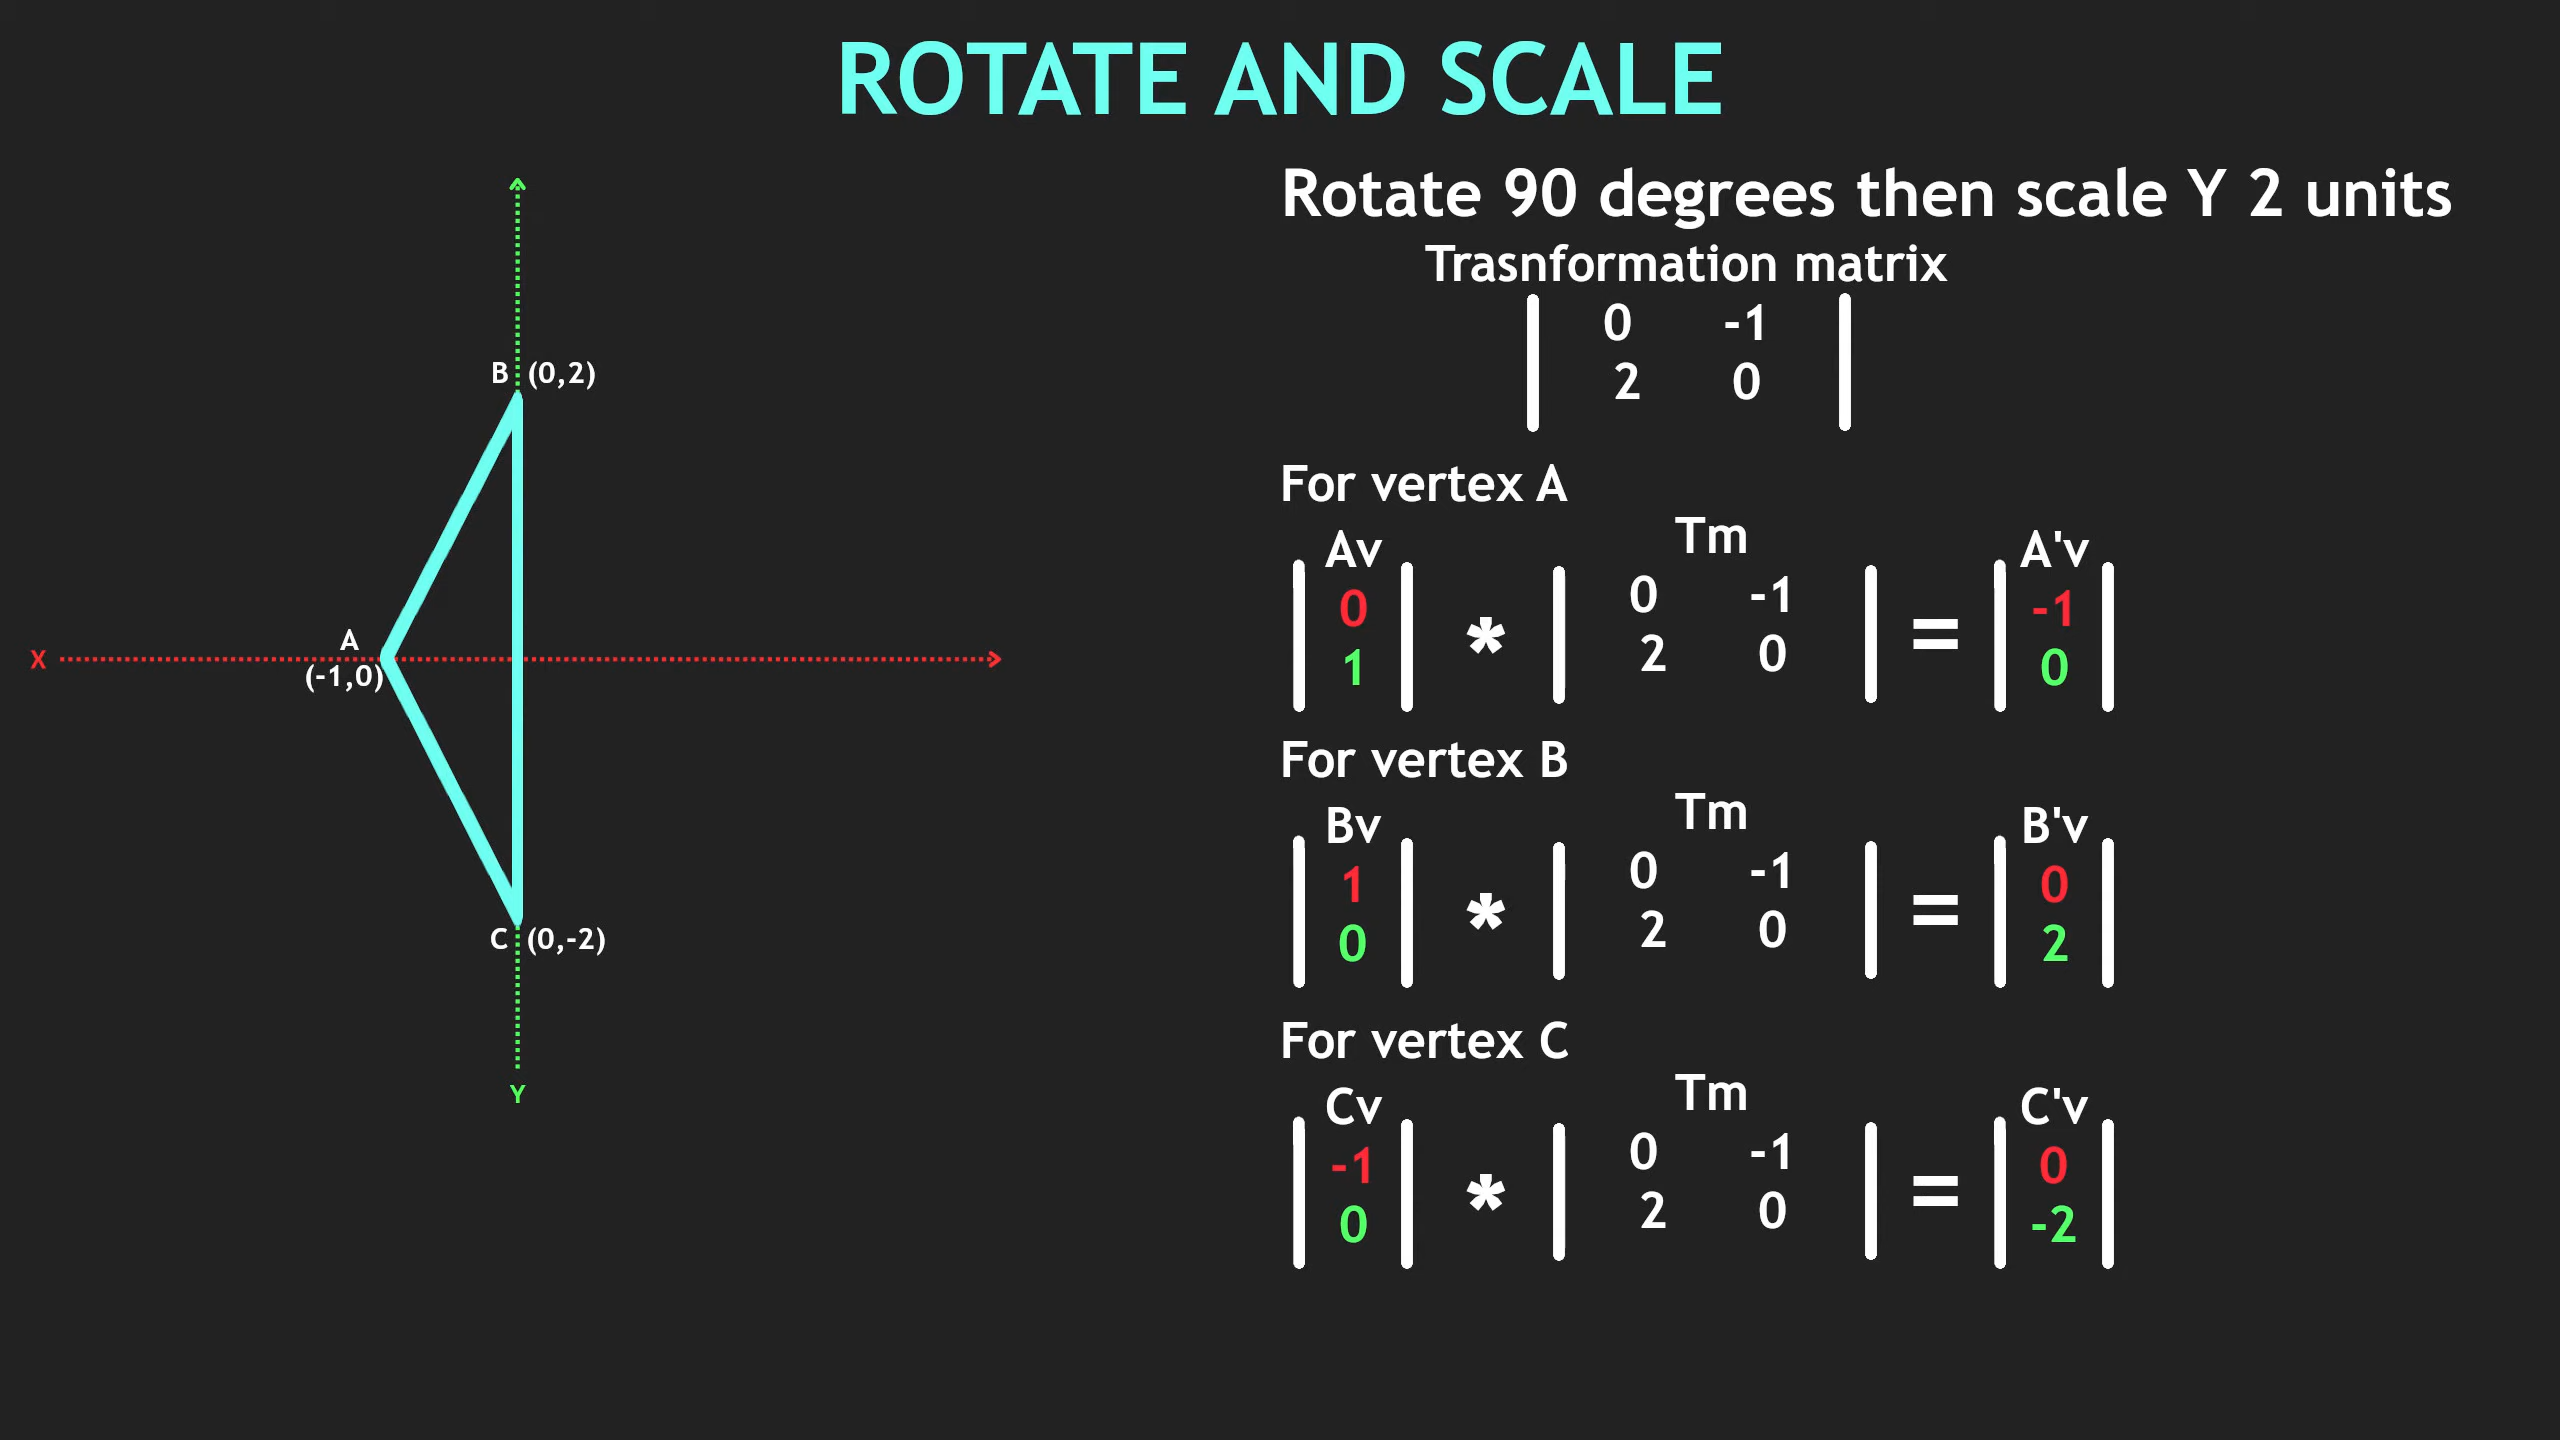 ROTATE AND SCALE
B (0,2)
A
X
(-1,0)
C (0,-2)
Y
Rotate 90 degrees then scale Y 2 units
Trasnformation matrix
0 -1
2 0
For vertex A
Av Tm A'v
0 * 0 -1 = -1
1 2 0 0
For vertex B
Bv Tm B'v
1 * 0 -1 = 0
0 2 0 2
For vertex C
Cv Tm C'v
-1 * 0 -1 = 0
0 2 0 -2